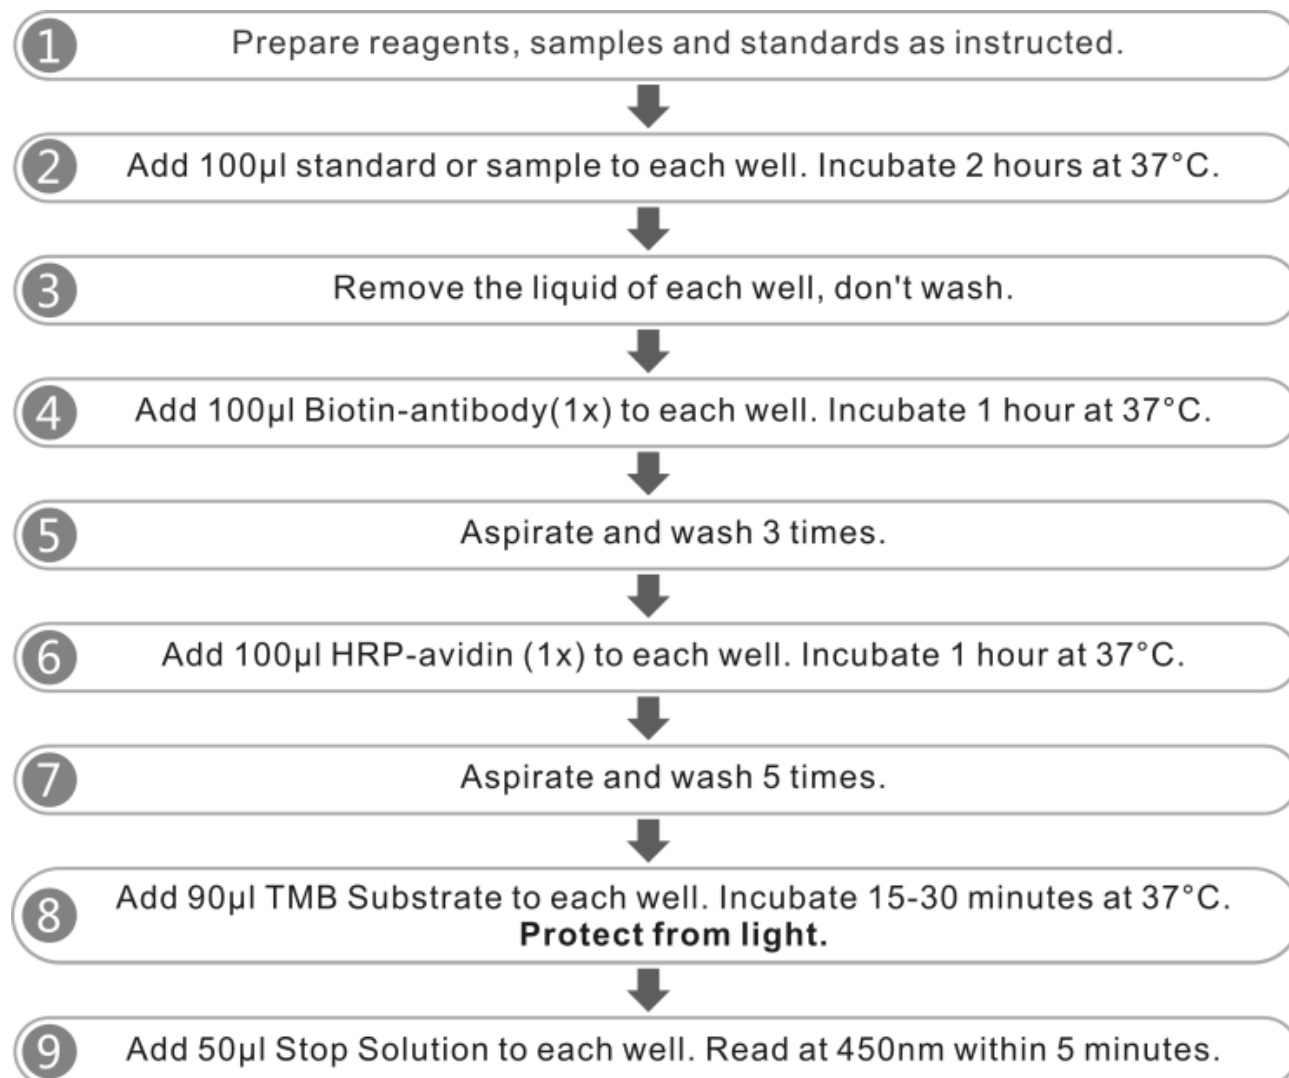 1 Prepare reagents, samples and standards as instructed.
2 Add 100µl standard or sample to each well. Incubate 2 hours at 37°C.
3 Remove the liquid of each well, don't wash.
4 Add 100µl Biotin-antibody(1x) to each well. Incubate 1 hour at 37°C.
5 Aspirate and wash 3 times.
6 Add 100µl HRP-avidin (1x) to each well. Incubate 1 hour at 37°C.
7 Aspirate and wash 5 times.
8 Add 90µl TMB Substrate to each well. Incubate 15-30 minutes at 37°C.
Protect from light.
9 Add 50µl Stop Solution to each well. Read at 450nm within 5 minutes.